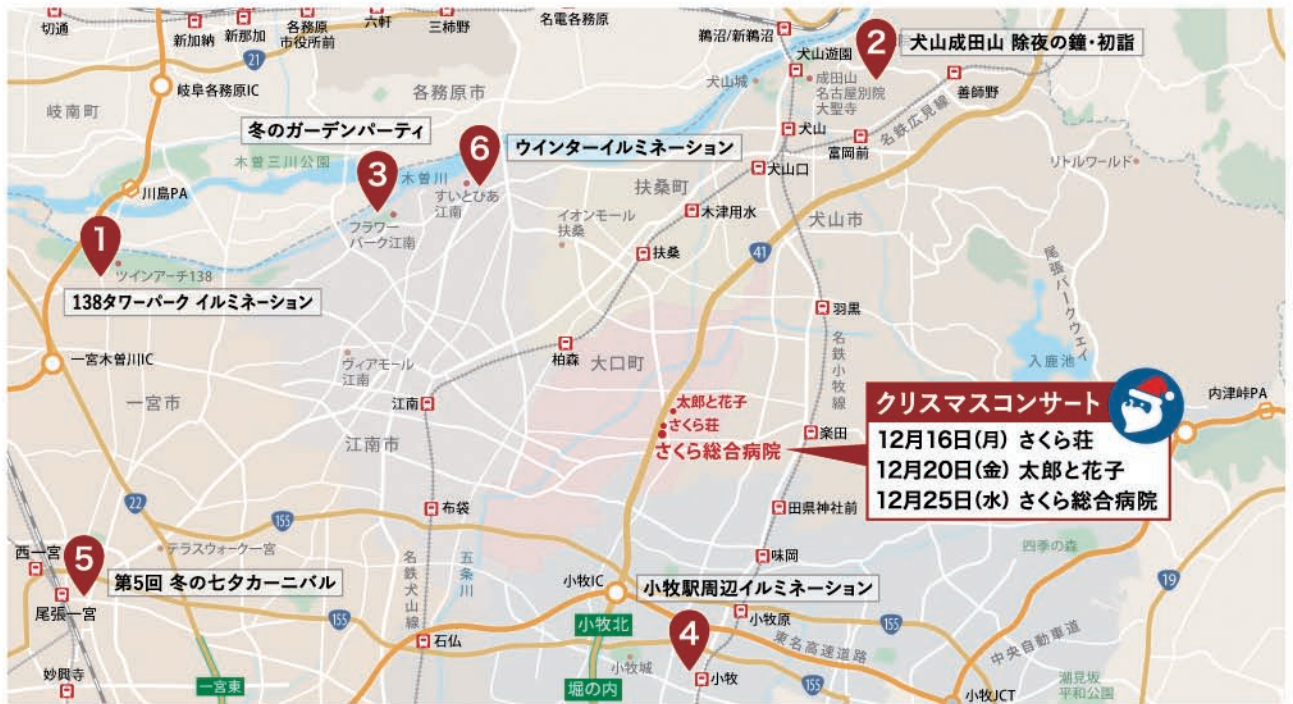 切通
新加納
新那加
各務原
市役所前
六軒
三柿野
名電各務原
鵜沼/新鵜沼
21
岐阜各務原IC
岐南町
各務原市
犬山遊園
犬山城
成田山
名古屋別院
大聖寺
2
犬山成田山 除夜の鐘・初詣
善師野
名鉄広見線
犬山
富岡前
犬山口
リトルワールド
冬のガーデンパーティ
6
ウインターイルミネーション
木曽三川公園
3
木曽川
すいとぴあ
江南
扶桑町
川島PA
フラワー
パーク江南
イオンモール
扶桑
木津用水
犬山市
1
ツインアーチ138
扶桑
41
138タワーパーク イルミネーション
羽黒
尾張パークウェイ
一宮木曽川IC
ヴィアモール
江南
柏森
大口町
名鉄小牧線
入鹿池
一宮市
江南
江南市
太郎と花子
さくら荘
さくら総合病院
楽田
クリスマスコンサート
12月16日(月) さくら荘
12月20日(金) 太郎と花子
12月25日(水) さくら総合病院
内津峠PA
22
155
布袋
田県神社前
テラスウォーク一宮
西一宮
5
第5回 冬の七夕カーニバル
尾張一宮
名鉄犬山線
五条川
味岡
四季の森
19
小牧IC
小牧駅周辺イルミネーション
155
石仏
小牧北
4
小牧原
155
東名高速道路
中央自動車道
妙興寺
一宮東
小牧城
堀の内
小牧
155
小牧JCT
潮見坂
平和公園